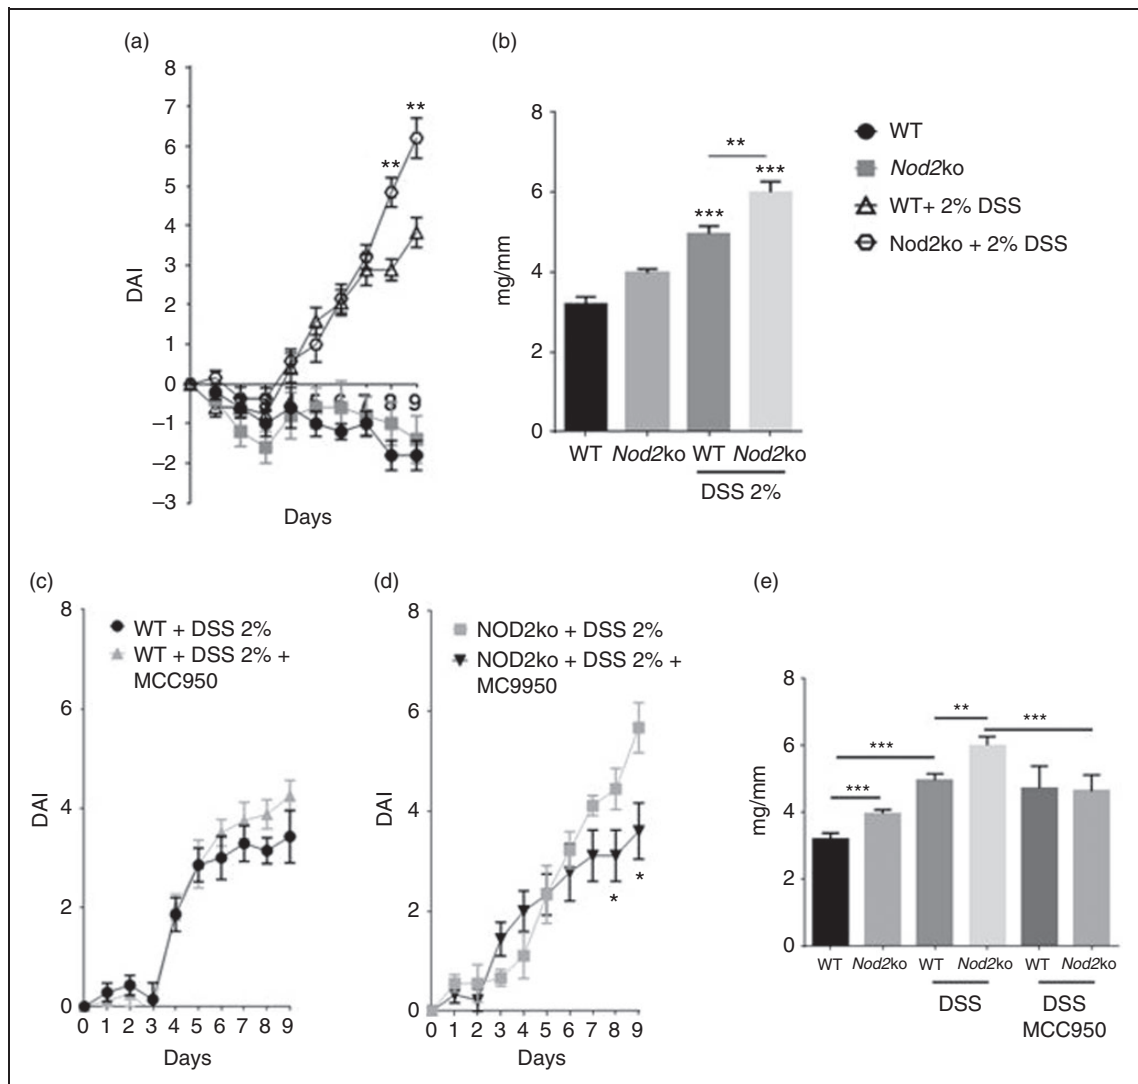 (a)
8
7
6
5
4
3
2
1
0
–1
–2
–3
DAI
5 6 7 8 9
Days
**
**
(b)
8
6
4
2
0
mg/mm
***
**
***
WT Nod2ko WT Nod2ko
DSS 2%
WT
Nod2ko
WT+ 2% DSS
Nod2ko + 2% DSS
(c)
8
6
4
2
0
DAI
WT + DSS 2%
WT + DSS 2% +
MCC950
0 1 2 3 4 5 6 7 8 9
Days
(d)
8
6
4
2
0
DAI
NOD2ko + DSS 2%
NOD2ko + DSS 2% +
MC9950
*
*
0 1 2 3 4 5 6 7 8 9
Days
(e)
8
6
4
2
0
mg/mm
***
***
**
***
WT Nod2ko WT Nod2ko WT Nod2ko
DSS
DSS
MCC950